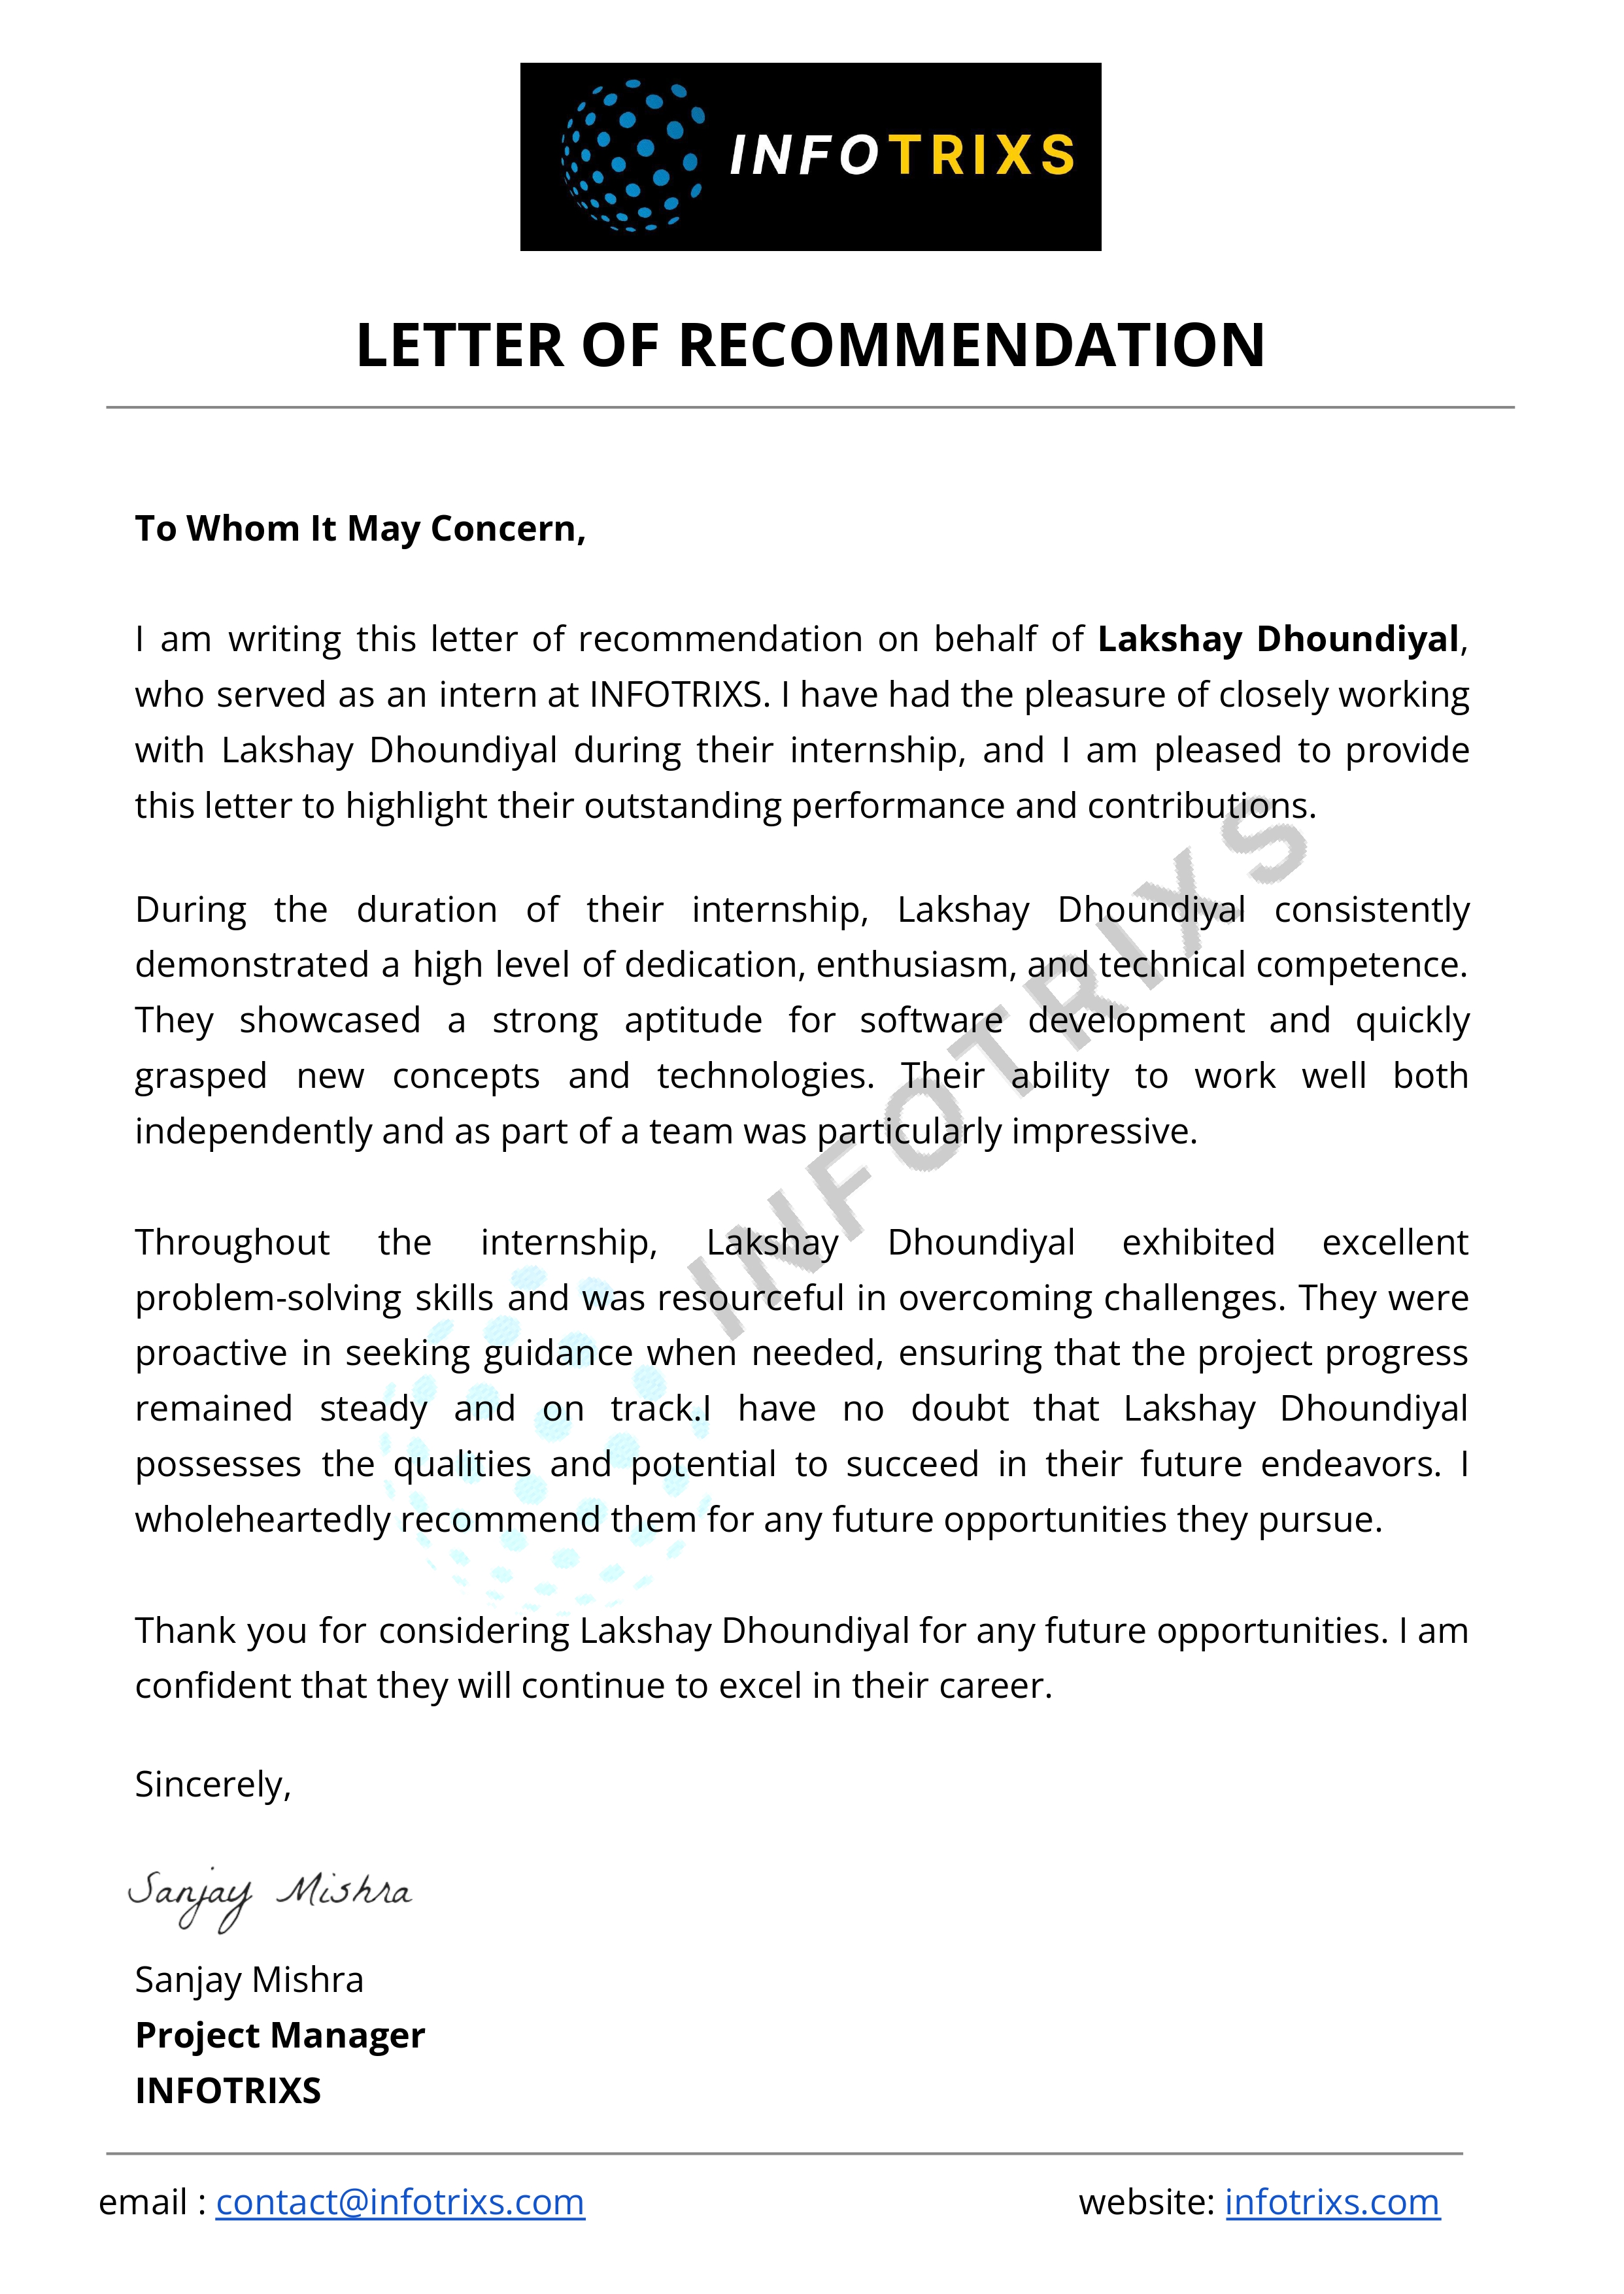 INFOTRIXS
LETTER OF RECOMMENDATION
To Whom It May Concern,
I am writing this letter of recommendation on behalf of Lakshay Dhoundiyal,
who served as an intern at INFOTRIXS. I have had the pleasure of closely working
with Lakshay Dhoundiyal during their internship, and I am pleased to provide
this letter to highlight their outstanding performance and contributions.
During the duration of their internship, Lakshay Dhoundiyal consistently
demonstrated a high level of dedication, enthusiasm, and technical competence.
They showcased a strong aptitude for software development and quickly
grasped new concepts and technologies. Their ability to work well both
independently and as part of a team was particularly impressive.
Throughout the internship, Lakshay Dhoundiyal exhibited excellent
problem-solving skills and was resourceful in overcoming challenges. They were
proactive in seeking guidance when needed, ensuring that the project progress
remained steady and on track.I have no doubt that Lakshay Dhoundiyal
possesses the qualities and potential to succeed in their future endeavors. I
wholeheartedly recommend them for any future opportunities they pursue.
INFOTRIXS
Thank you for considering Lakshay Dhoundiyal for any future opportunities. I am
confident that they will continue to excel in their career.
Sincerely,
Sanjay Mishra
Sanjay Mishra
Project Manager
INFOTRIXS
email : contact@infotrixs.com
website: infotrixs.com